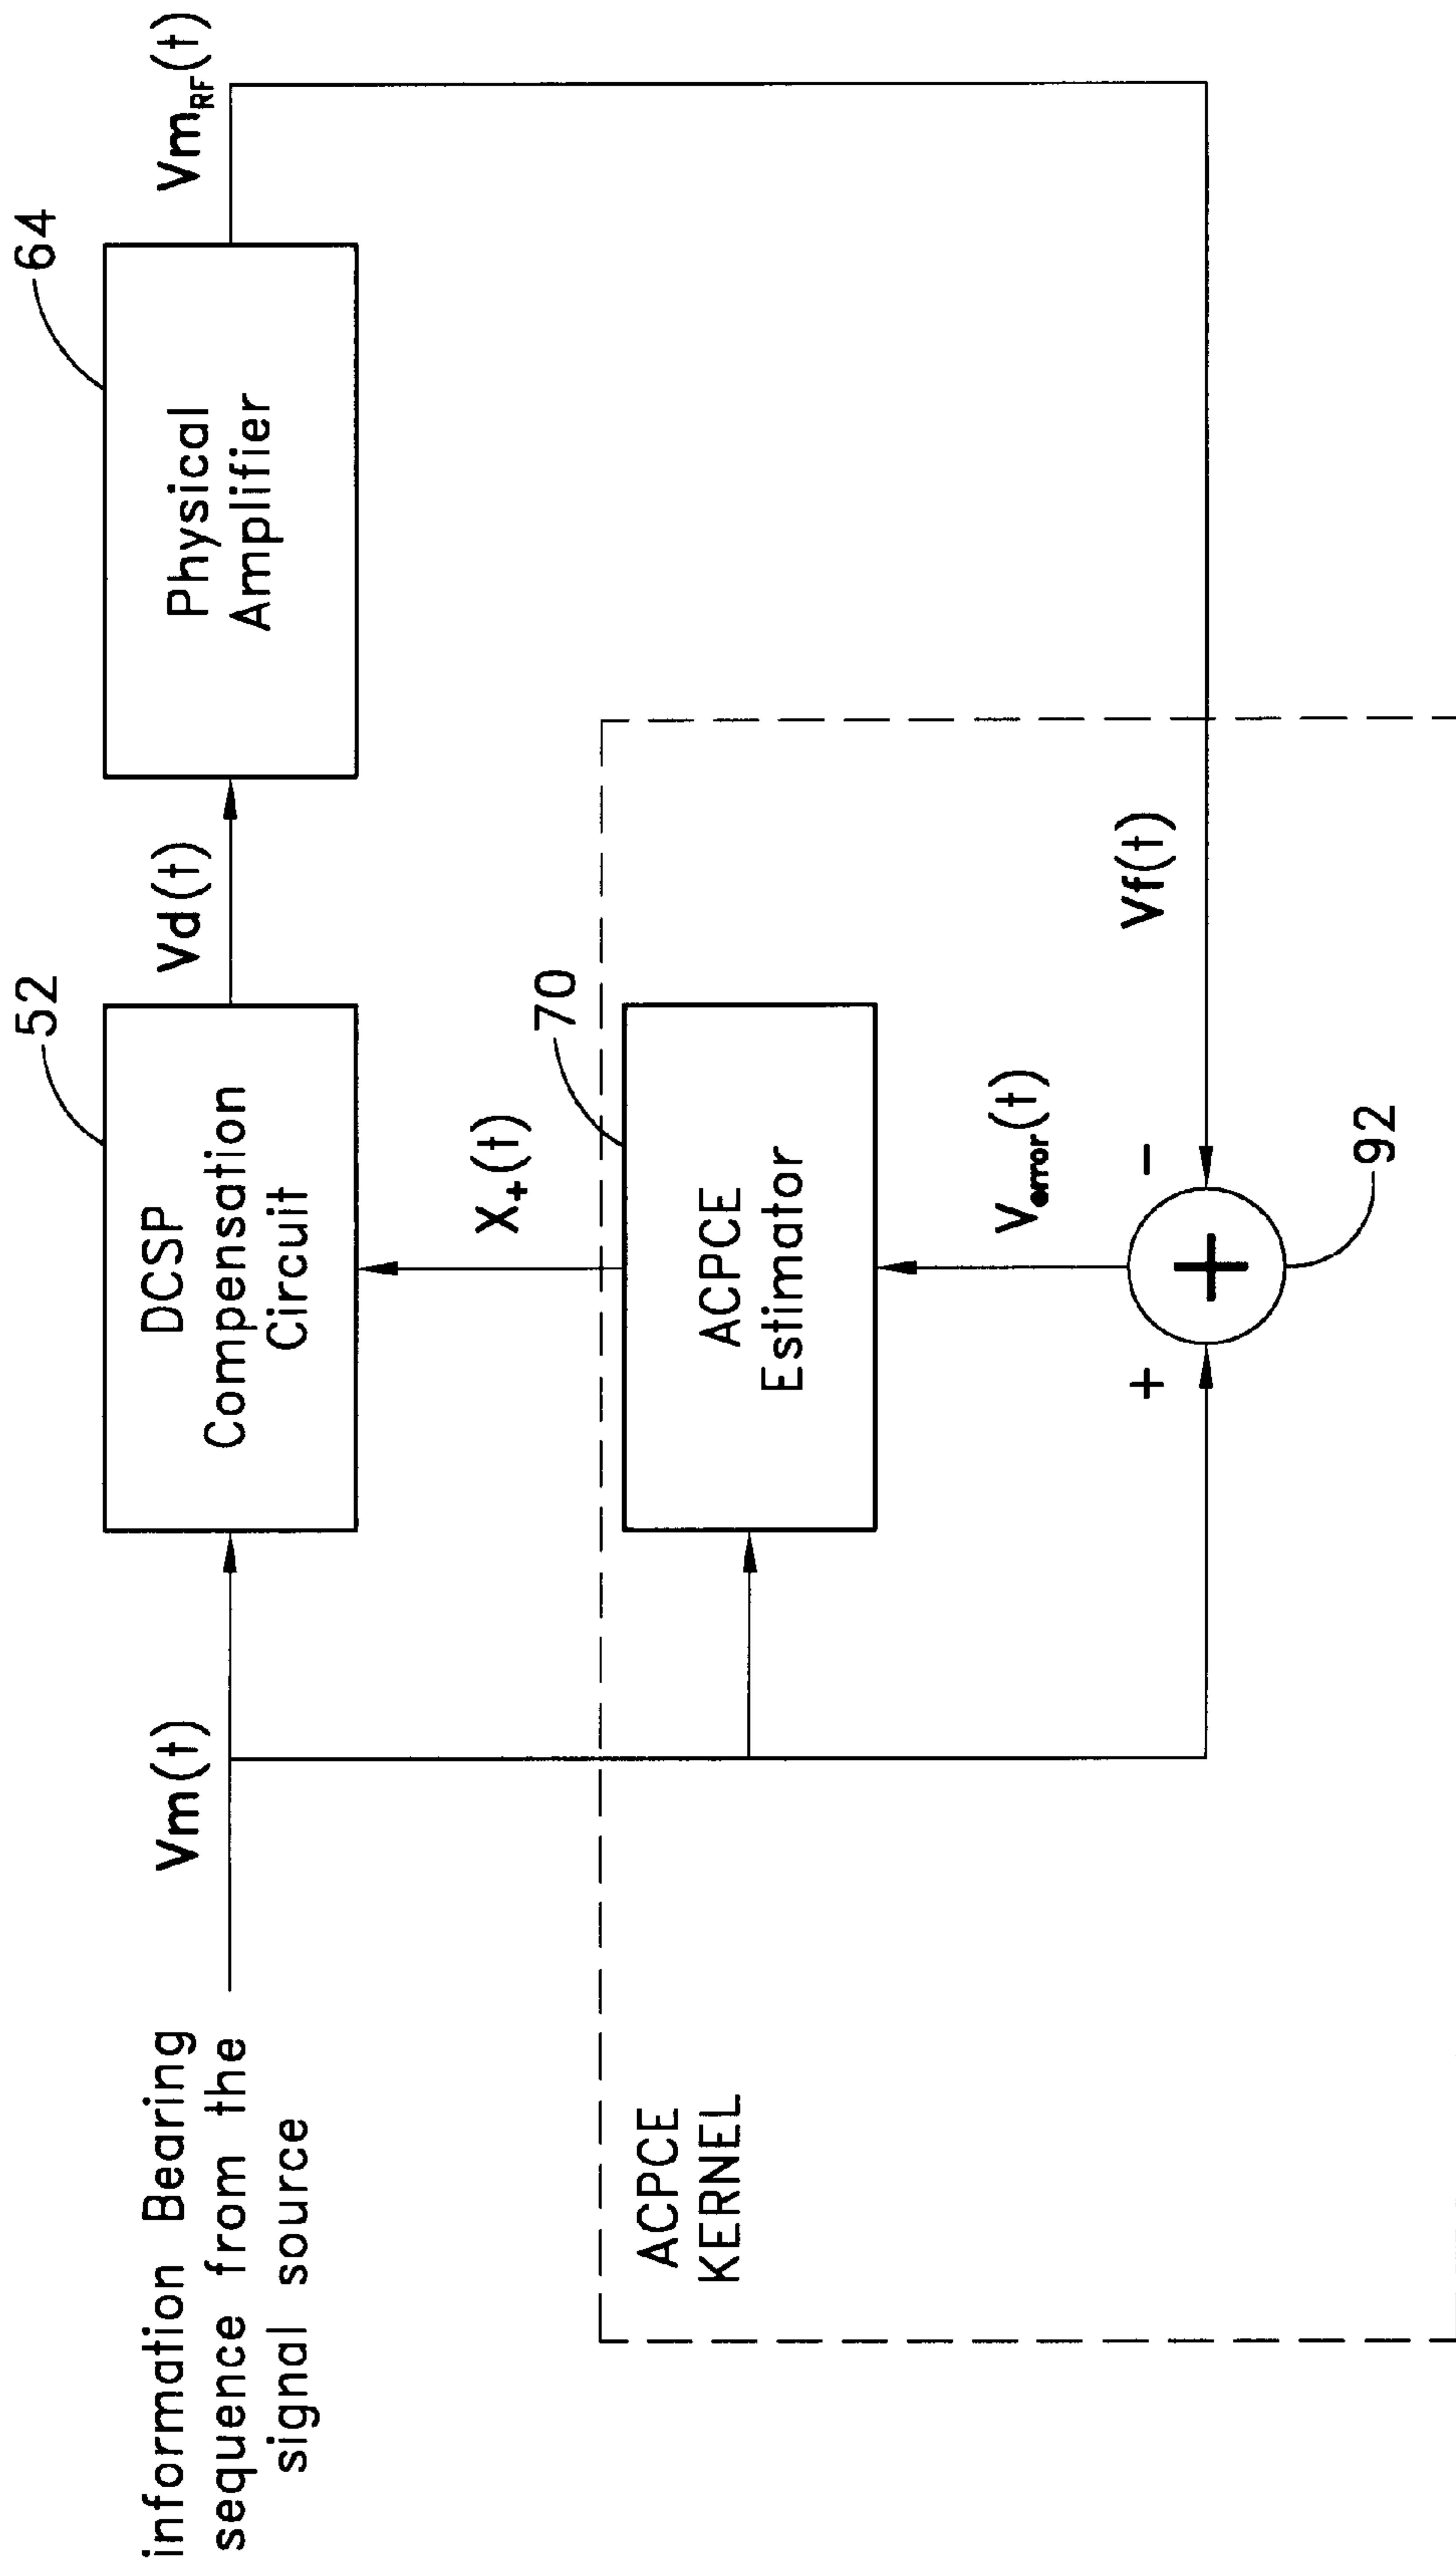 information Bearing
sequence from the
signal source
Vm(t)
DCSP
Compensation
Circuit
52
Vd(t)
Physical
Amplifier
64
VmRF(t)
X+(t)
ACPCE
KERNEL
ACPCE
Estimator
70
Verror(t)
Vf(t)
+
-
+
92